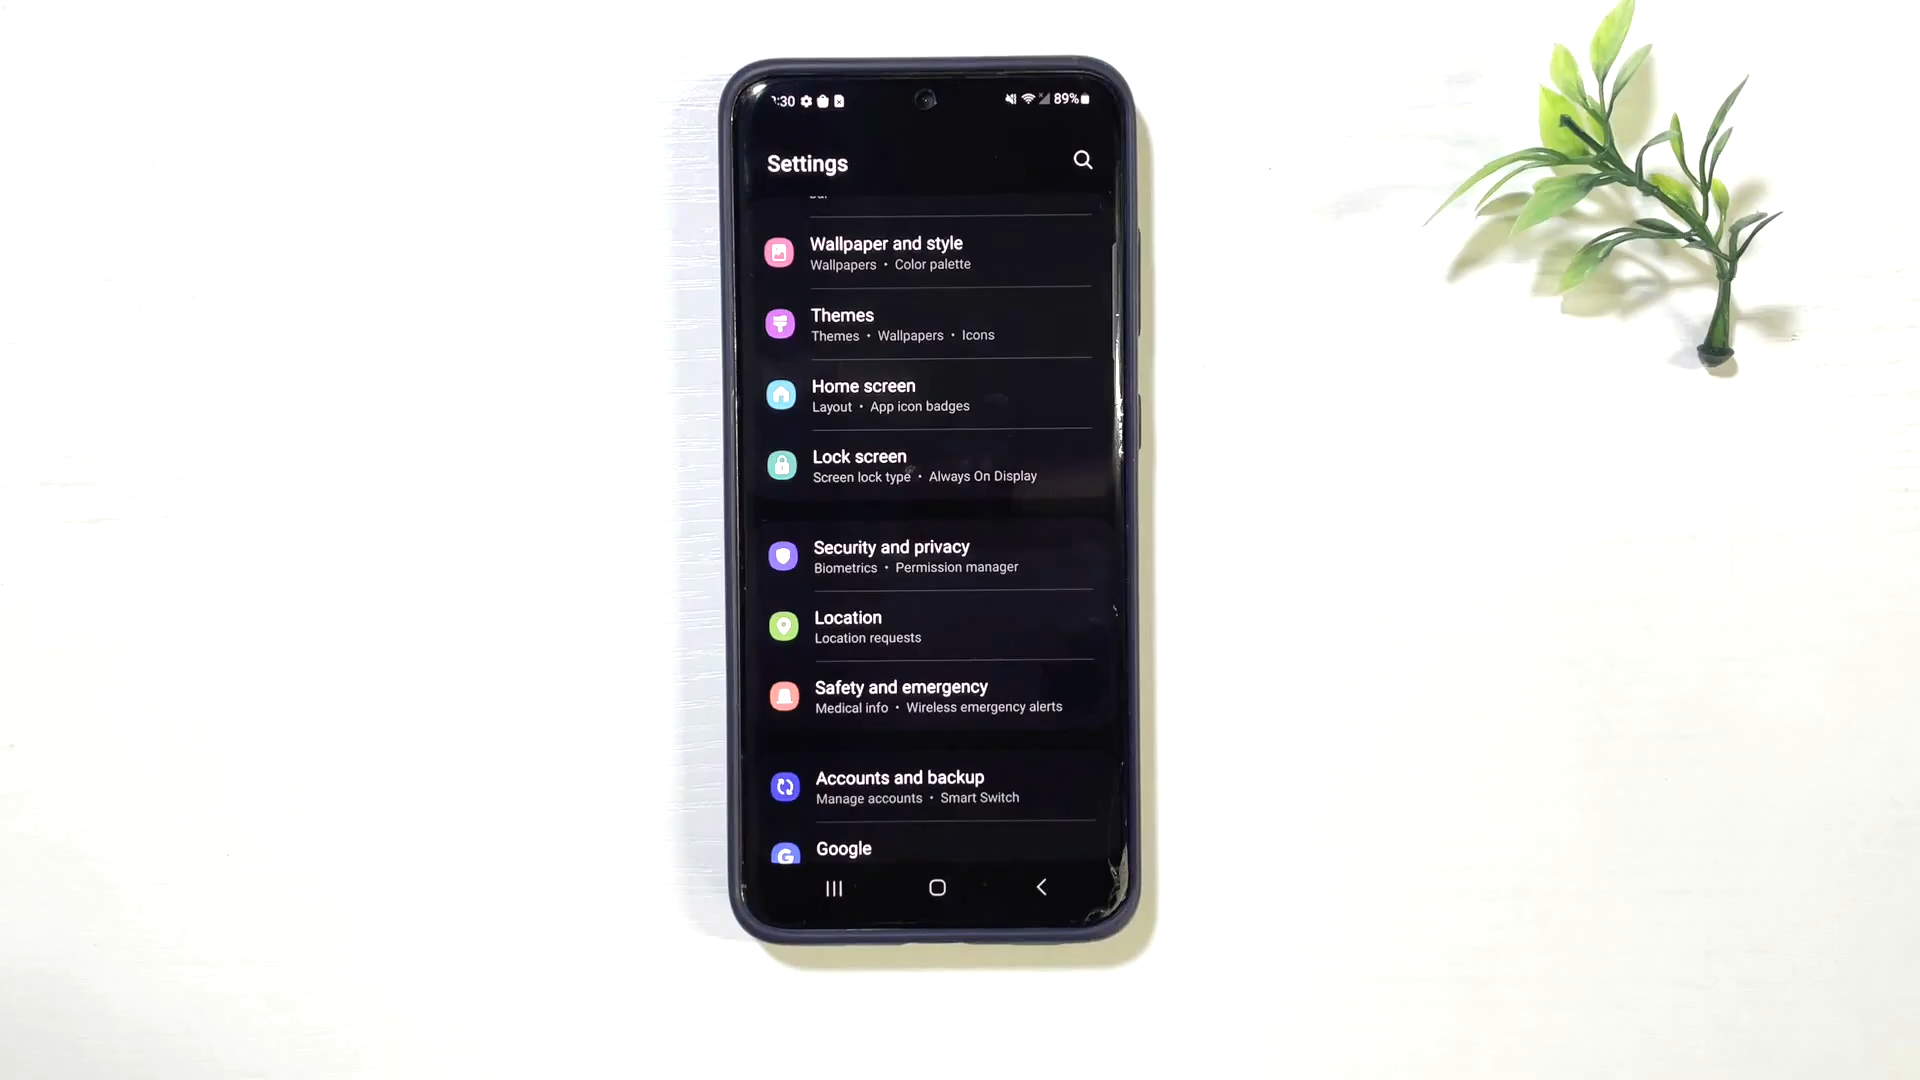 :30 89%
Settings
Wallpaper and style
Wallpapers • Color palette
Themes
Themes • Wallpapers • Icons
Home screen
Layout • App icon badges
Lock screen
Screen lock type • Always On Display
Security and privacy
Biometrics • Permission manager
Location
Location requests
Safety and emergency
Medical info • Wireless emergency alerts
Accounts and backup
Manage accounts • Smart Switch
Google